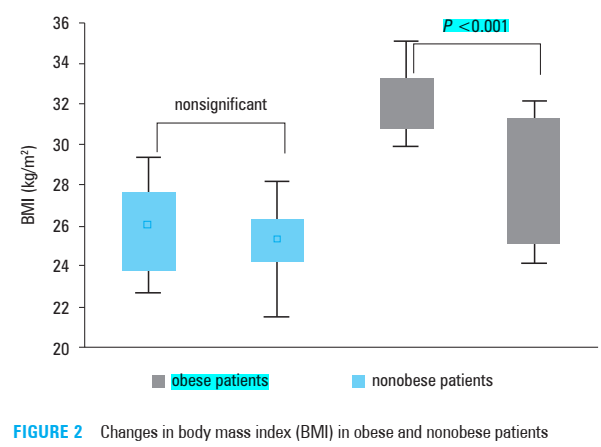 36
P <0.001
34
nonsignificant
32
30
BMI (kg/m²)
28
26
24
22
20
obese patients nonobese patients
FIGURE 2 Changes in body mass index (BMI) in obese and nonobese patients